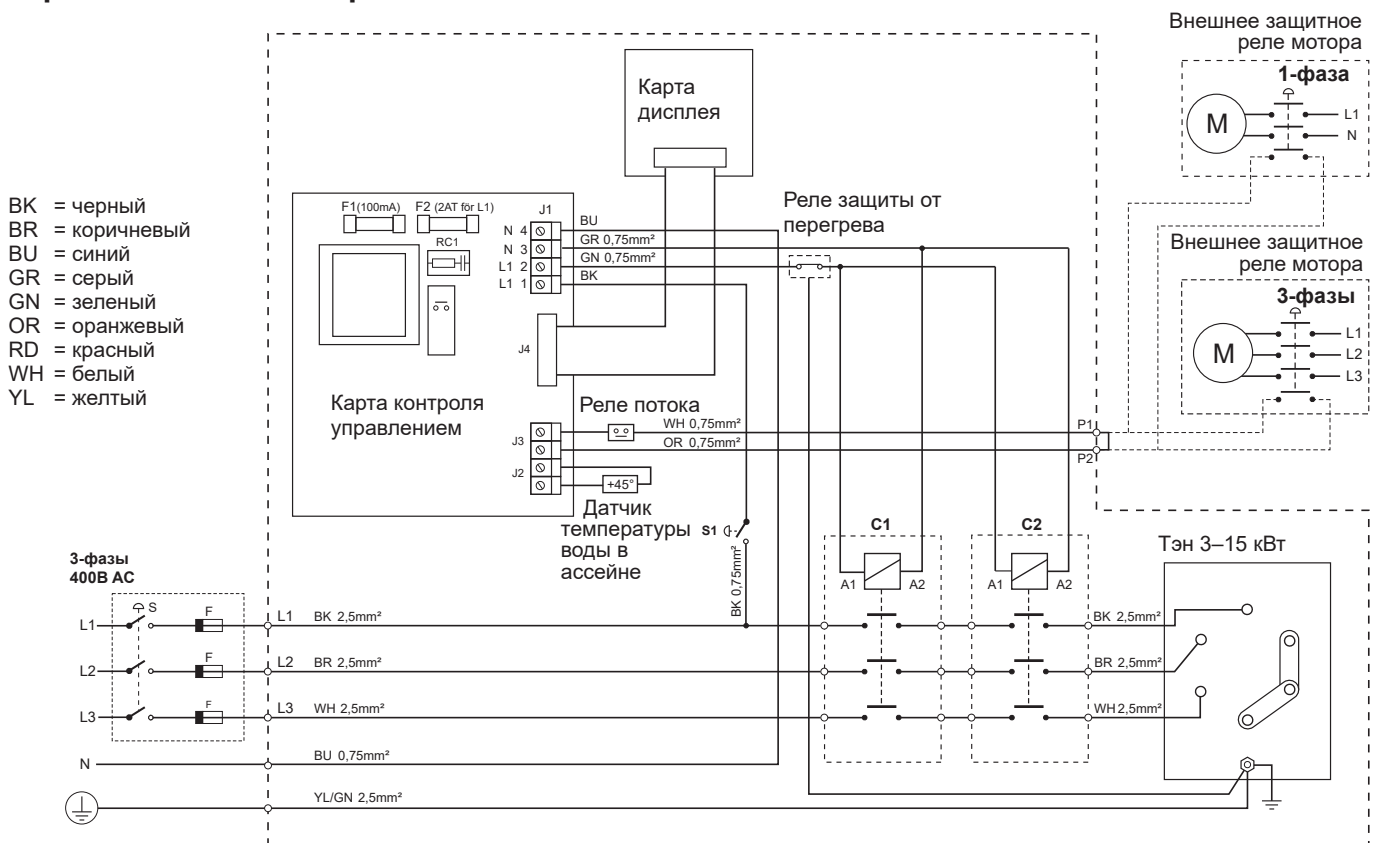 Внешнее защитное
реле мотора
1-фаза
M
L1
N
Карта
дисплея
BK = черный
BR = коричневый
BU = синий
GR = серый
GN = зеленый
OR = оранжевый
RD = красный
WH = белый
YL = желтый
F1(100mA)
F2 (2AT för L1)
RC1
J1
N 4
N 3
L1 2
L1 1
BU
GR 0,75mm²
GN 0,75mm²
BK
Реле защиты от
перегрева
Внешнее защитное
реле мотора
3-фазы
M
L1
L2
L3
J4
Карта контроля
управлением
Реле потока
WH 0,75mm²
OR 0,75mm²
P1
P2
J3
J2
+45°
Датчик
температуры
воды в
ассейне
S1
BK 0,75mm²
C1
A1
A2
C2
A1
A2
Тэн 3–15 кВт
3-фазы
400В AC
S
F
L1
L1
BK 2,5mm²
BK 2,5mm²
F
L2
L2
BR 2,5mm²
BR 2,5mm²
F
L3
L3
WH 2,5mm²
WH 2,5mm²
N
BU 0,75mm²
YL/GN 2,5mm²